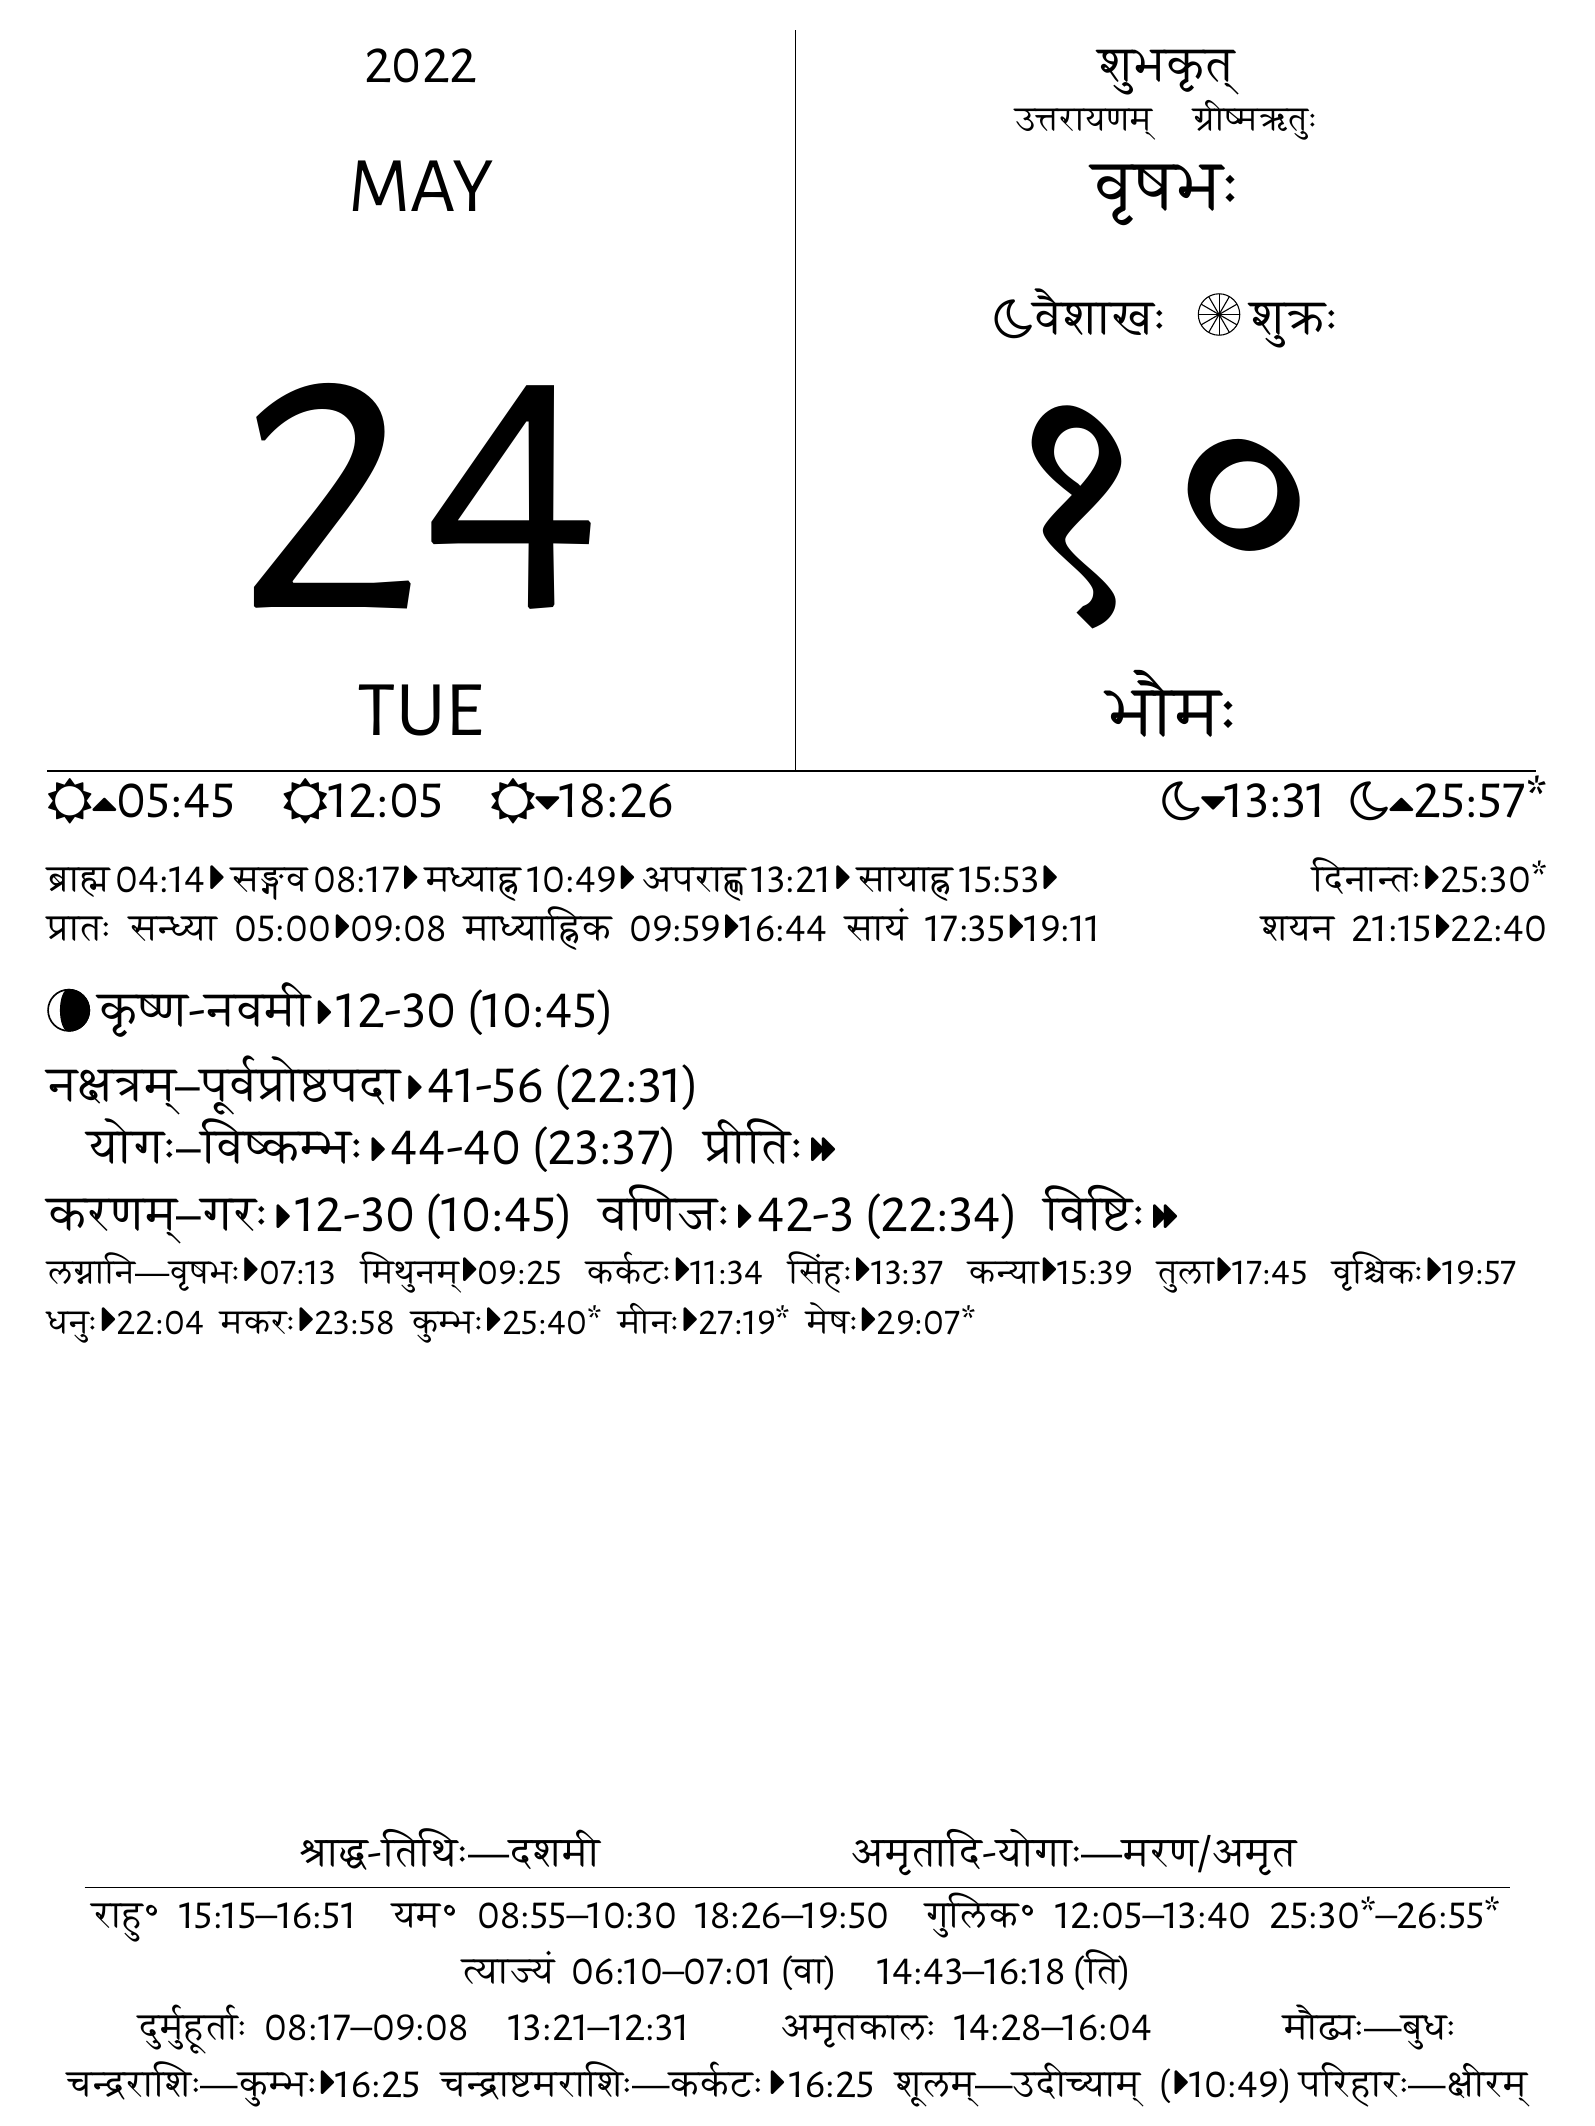 2022
MAY
24
TUE
शुभकृत्
उत्तरायणम् ग्रीष्मऋतुः
वृषभः
वैशाखः शुक्रः
१०
भौमः
05:45 12:05 18:26 13:31 25:57*
ब्राह्म 04:14 सङ्गव 08:17 मध्याह्न 10:49 अपराह्ण 13:21 सायाह्न 15:53 दिनान्तः 25:30*
प्रातः सन्ध्या 05:00 09:08 माध्याह्निक 09:59 16:44 सायं 17:35 19:11 शयन 21:15 22:40
कृष्ण-नवमी 12-30 (10:45)
नक्षत्रम्–पूर्वप्रोष्ठपदा 41-56 (22:31)
योगः–विष्कम्भः 44-40 (23:37) प्रीतिः
करणम्–गरः 12-30 (10:45) वणिजः 42-3 (22:34) विष्टिः
लग्नानि—वृषभः 07:13 मिथुनम् 09:25 कर्कटः 11:34 सिंहः 13:37 कन्या 15:39 तुला 17:45 वृश्चिकः 19:57
धनुः 22:04 मकरः 23:58 कुम्भः 25:40* मीनः 27:19* मेषः 29:07*
श्राद्ध-तिथिः—दशमी अमृतादि-योगाः—मरण/अमृत
राहु॰ 15:15–16:51 यम॰ 08:55–10:30 18:26–19:50 गुलिक॰ 12:05–13:40 25:30*–26:55*
त्याज्यं 06:10–07:01 (वा) 14:43–16:18 (ति)
दुर्मुहूर्ताः 08:17–09:08 13:21–12:31 अमृतकालः 14:28–16:04 मौढ्यः—बुधः
चन्द्रराशिः—कुम्भः 16:25 चन्द्राष्टमराशिः—कर्कटः 16:25 शूलम्—उदीच्याम् (10:49) परिहारः—क्षीरम्